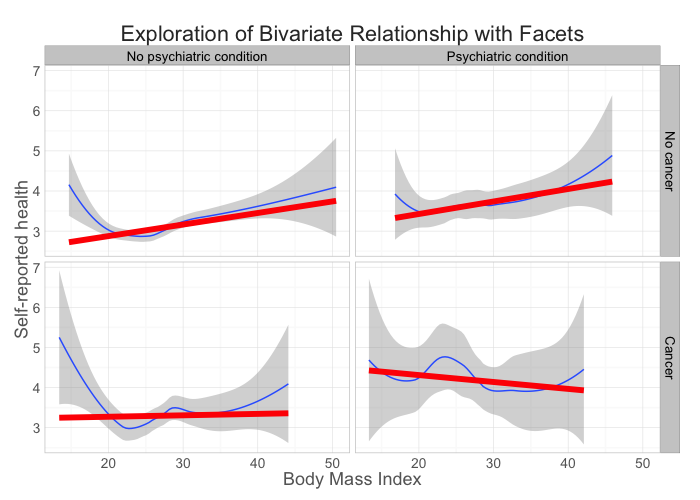 Exploration of Bivariate Relationship with Facets
No psychiatric condition
Psychiatric condition
7
6
5
4
3
No cancer
7
6
5
4
3
Cancer
Self-reported health
20 30 40 50
20 30 40 50
Body Mass Index